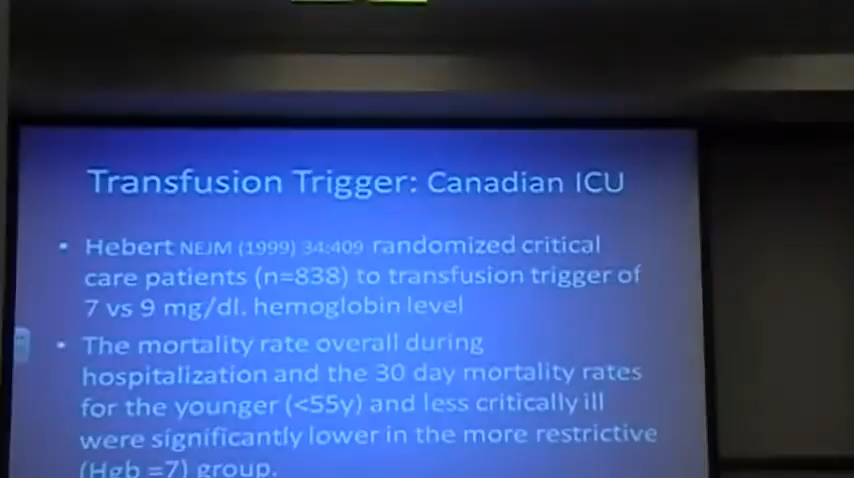 Transfusion Trigger: Canadian ICU
• Hebert NEJM (1999) 34:409 randomized critical
care patients (n=838) to transfusion trigger of
7 vs 9 mg/dl. hemoglobin level
• The mortality rate overall during
hospitalization and the 30 day mortality rates
for the younger (<55y) and less critically ill
were significantly lower in the more restrictive
(Hgb =7) group.